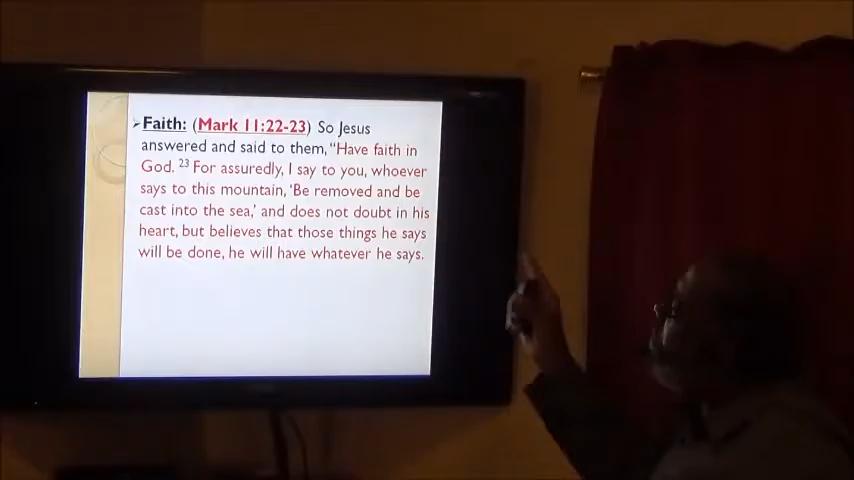 ➢Faith: (Mark 11:22-23) So Jesus
answered and said to them, "Have faith in
God. 23 For assuredly, I say to you, whoever
says to this mountain, 'Be removed and be
cast into the sea,' and does not doubt in his
heart, but believes that those things he says
will be done, he will have whatever he says.